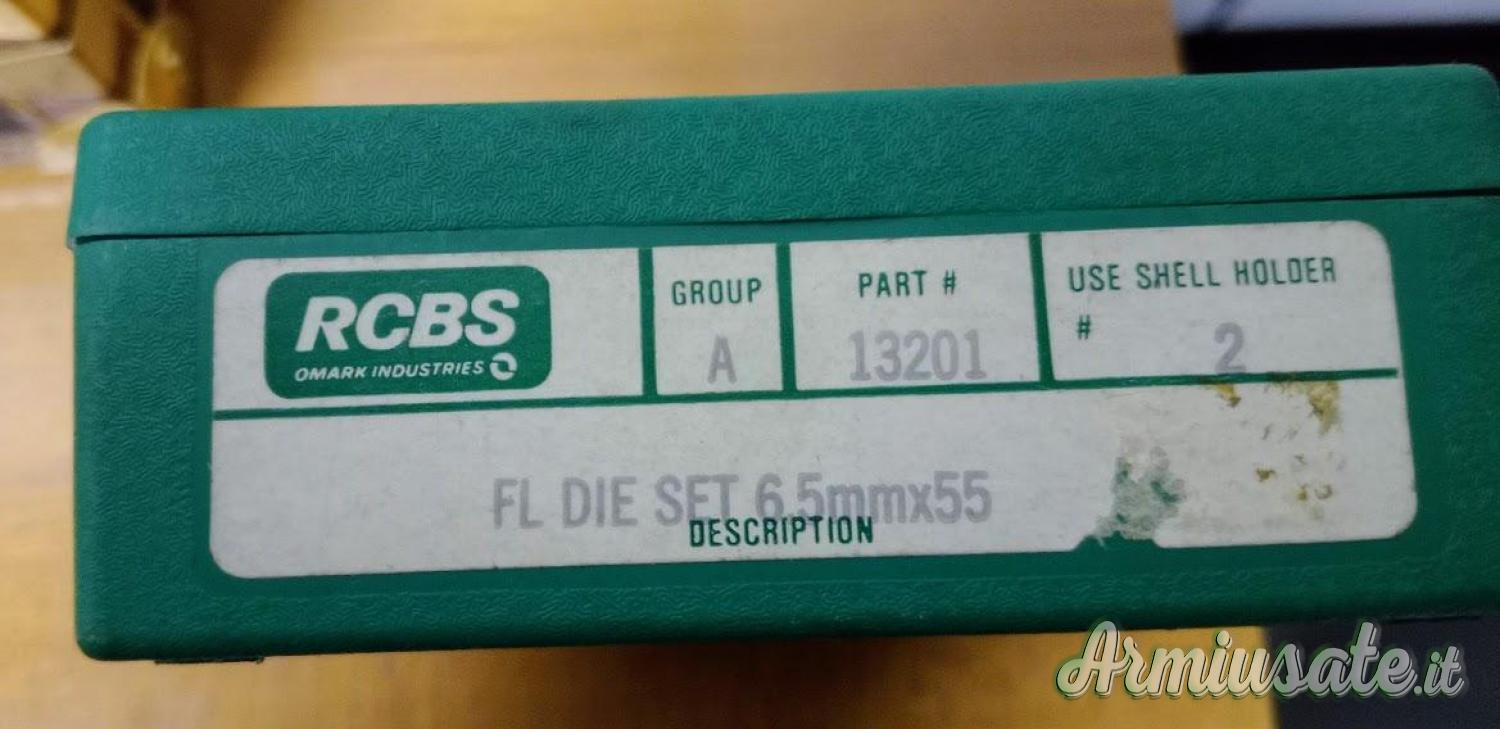 RCBS
OMARK INDUSTRIES
GROUP
A
PART #
13201
USE SHELL HOLDER
# 2
FL DIE SET 6.5mmx55
DESCRIPTION
Armiusate.it